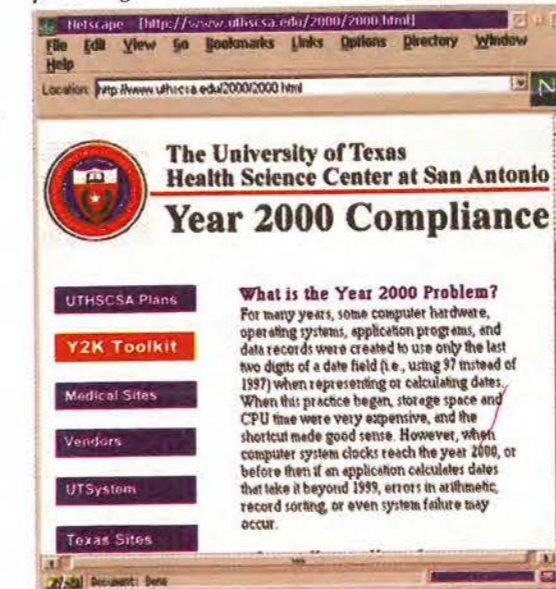 Netscape [http://www.uthscsa.edu/2000/2000.html]
File Edit View Go Bookmarks Links Options Directory Window
Help
Location: http://www.uthscsa.edu/2000/2000.html
N
The University of Texas
Health Science Center at San Antonio
Year 2000 Compliance
UTHSCSA Plans
Y2K Toolkit
Medical Sites
Vendors
UTSystem
Texas Sites
What is the Year 2000 Problem?
For many years, some computer hardware,
operating systems, application programs, and
data records were created to use only the last
two digits of a date field (i.e., using 97 instead of
1997) when representing or calculating dates.
When this practice began, storage space and
CPU time were very expensive, and the
shortcut made good sense. However, when
computer system clocks reach the year 2000, or
before then if an application calculates dates
that take it beyond 1999, errors in arithmetic,
record sorting, or even system failure may
occur.
Document: Done